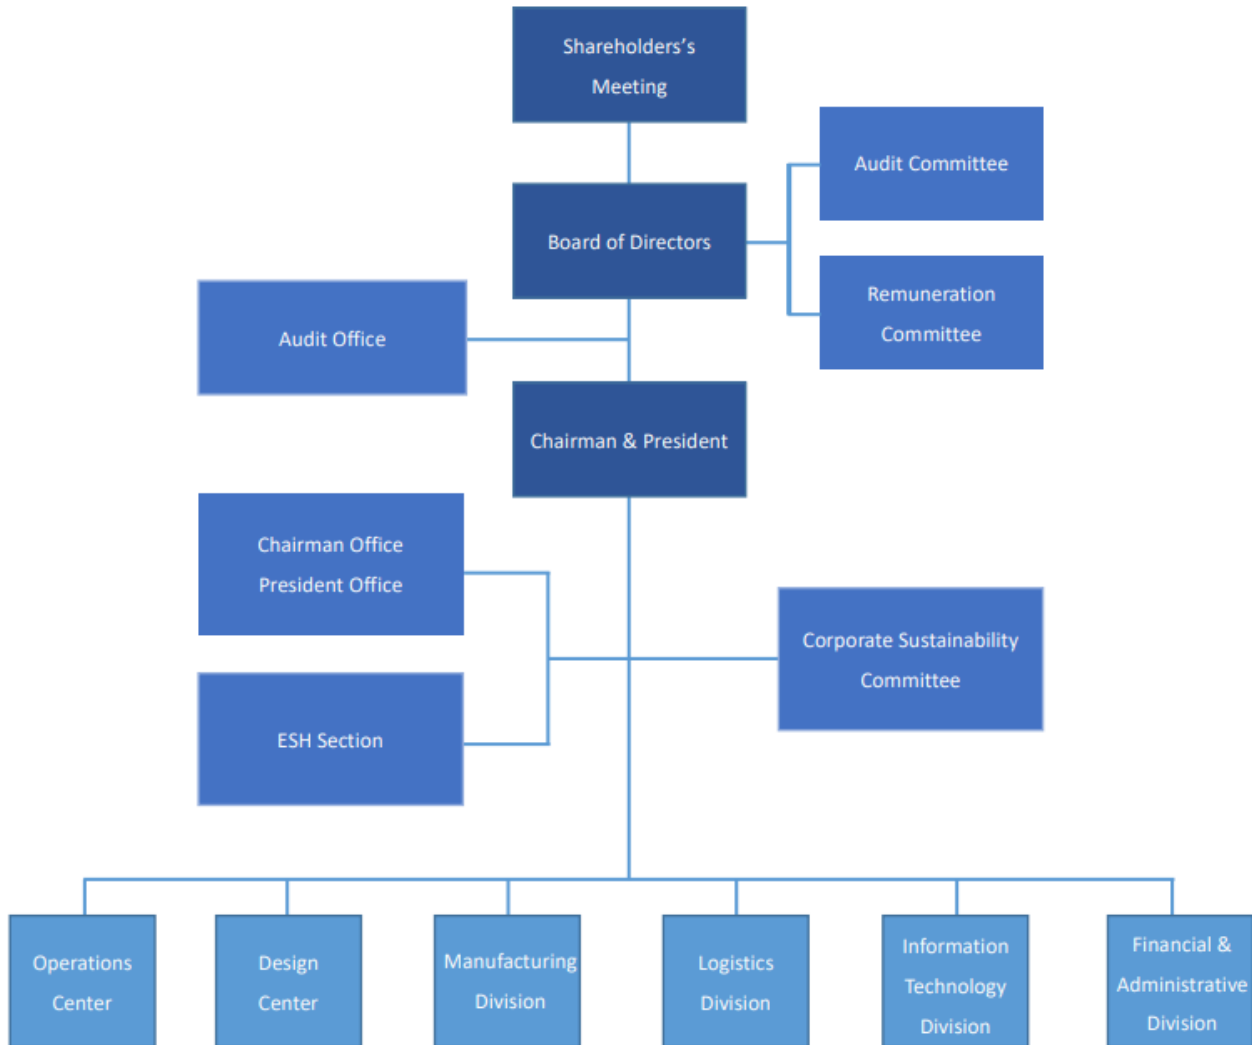 Shareholders's
Meeting
Audit Committee
Board of Directors
Remuneration
Committee
Audit Office
Chairman & President
Chairman Office
President Office
Corporate Sustainability
Committee
ESH Section
Operations
Center
Design
Center
Manufacturing
Division
Logistics
Division
Information
Technology
Division
Financial &
Administrative
Division